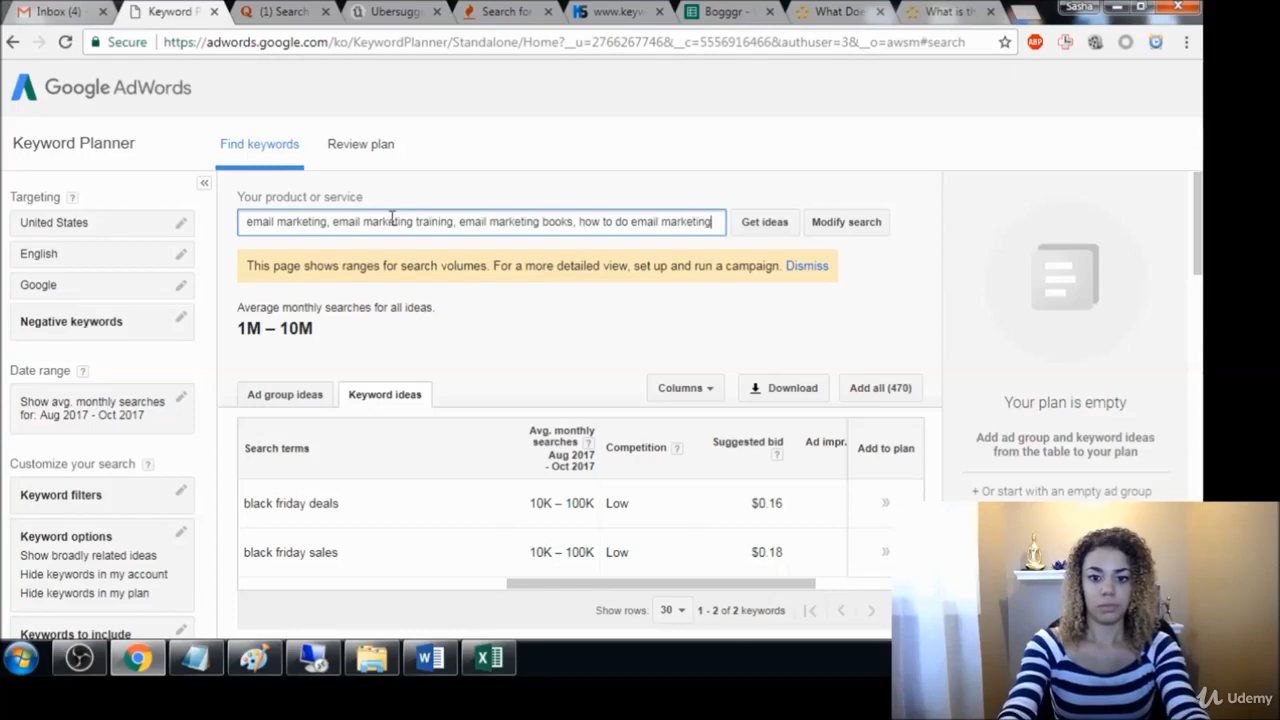 Inbox (4)
Keyword P
(1) Search
Ubersugg
Search for
www.keyw
Bogggr -
What Doe
What is th
Sasha
Secure
https://adwords.google.com/ko/KeywordPlanner/Standalone/Home?__u=2766267746&__c=5556916466&authuser=3&__o=awsm#search
ABP
Google AdWords
Keyword Planner
Find keywords
Review plan
Targeting ?
United States
English
Google
Negative keywords
Date range ?
Show avg. monthly searches
for: Aug 2017 - Oct 2017
Customize your search ?
Keyword filters
Keyword options
Show broadly related ideas
Hide keywords in my account
Hide keywords in my plan
Keywords to include
Your product or service
email marketing, email marketing training, email marketing books, how to do email marketing
Get ideas
Modify search
This page shows ranges for search volumes. For a more detailed view, set up and run a campaign. Dismiss
Average monthly searches for all ideas.
1M – 10M
Ad group ideas
Keyword ideas
Columns
Download
Add all (470)
Search terms
Avg. monthly
searches ?
Aug 2017
- Oct 2017
Competition ?
Suggested bid
?
Ad impr.
Add to plan
black friday deals
10K – 100K
Low
$0.16
»
black friday sales
10K – 100K
Low
$0.18
»
Show rows: 30
1 - 2 of 2 keywords
Your plan is empty
Add ad group and keyword ideas
from the table to your plan
+ Or start with an empty ad group
Udemy